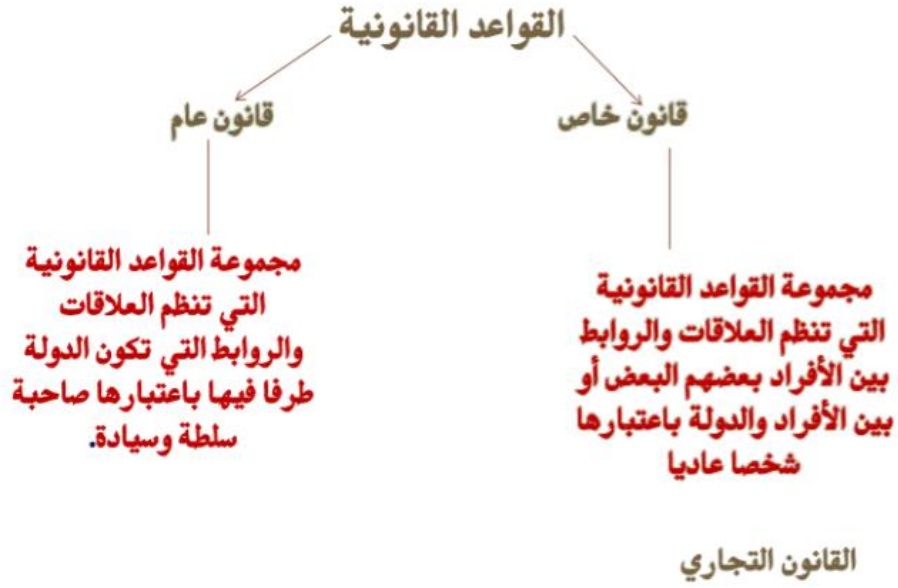 القواعد القانونية
قانون خاص
قانون عام
مجموعة القواعد القانونية
التي تنظم العلاقات والروابط
بين الأفراد بعضهم البعض أو
بين الأفراد والدولة باعتبارها
شخصا عاديا
مجموعة القواعد القانونية
التي تنظم العلاقات
والروابط التي تكون الدولة
طرفا فيها باعتبارها صاحبة
سلطة وسيادة.
القانون التجاري